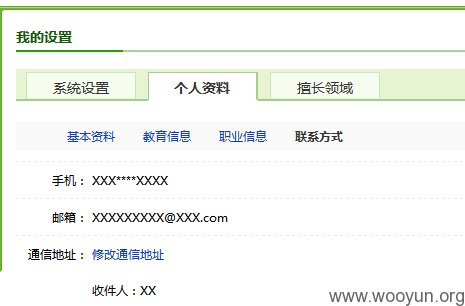 我的设置
系统设置 个人资料 擅长领域
基本资料 教育信息 职业信息 联系方式
手机： XXX****XXXX
邮箱： XXXXXXXXX@XXX.com
通信地址： 修改通信地址
收件人：XX
www.wooyun.org